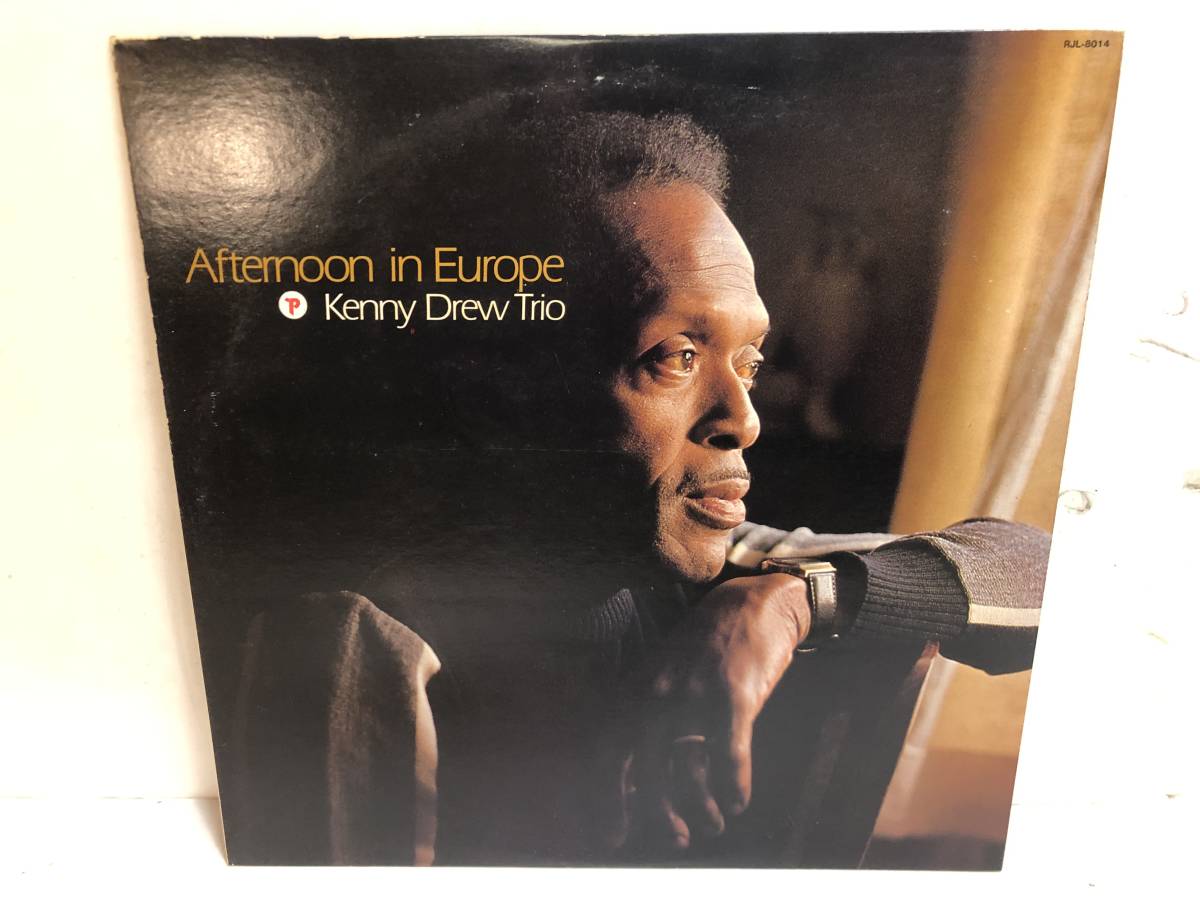 RJL-8014
Afternoon in Europe
P Kenny Drew Trio